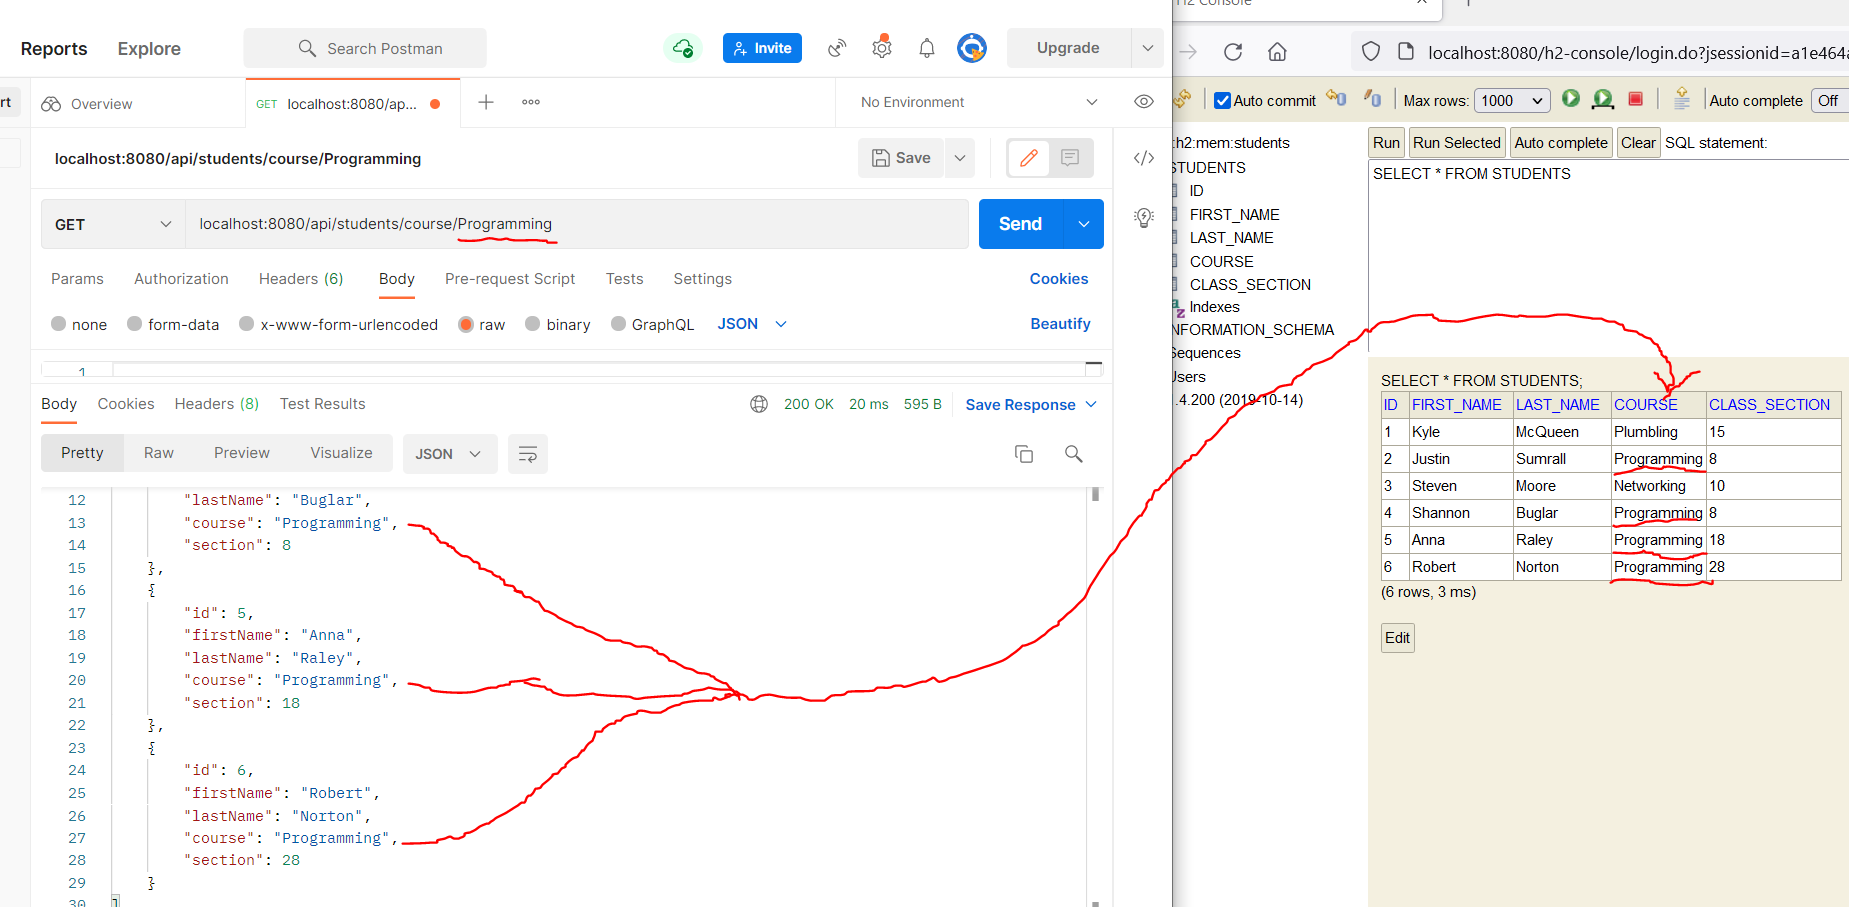 Reports Explore Search Postman Invite Upgrade
rt Overview GET localhost:8080/ap... No Environment
localhost:8080/api/students/course/Programming Save
GET localhost:8080/api/students/course/Programming Send
Params Authorization Headers (6) Body Pre-request Script Tests Settings Cookies
none form-data x-www-form-urlencoded raw binary GraphQL JSON Beautify
1
Body Cookies Headers (8) Test Results 200 OK 20 ms 595 B Save Response
Pretty Raw Preview Visualize JSON
12 "lastName": "Buglar",
13 "course": "Programming",
14 "section": 8
15 },
16 {
17 "id": 5,
18 "firstName": "Anna",
19 "lastName": "Raley",
20 "course": "Programming",
21 "section": 18
22 },
23 {
24 "id": 6,
25 "firstName": "Robert",
26 "lastName": "Norton",
27 "course": "Programming",
28 "section": 28
29 }
30 ]
H2 Console
localhost:8080/h2-console/login.do?jsessionid=a1e464a
Auto commit Max rows: 1000 Auto complete Off
:h2:mem:students
STUDENTS
ID
FIRST_NAME
LAST_NAME
COURSE
CLASS_SECTION
Indexes
NFORMATION_SCHEMA
Sequences
Users
.4.200 (2019-10-14)
Run Run Selected Auto complete Clear SQL statement:
SELECT * FROM STUDENTS
SELECT * FROM STUDENTS;
ID FIRST_NAME LAST_NAME COURSE CLASS_SECTION
1 Kyle McQueen Plumbling 15
2 Justin Sumrall Programming 8
3 Steven Moore Networking 10
4 Shannon Buglar Programming 8
5 Anna Raley Programming 18
6 Robert Norton Programming 28
(6 rows, 3 ms)
Edit